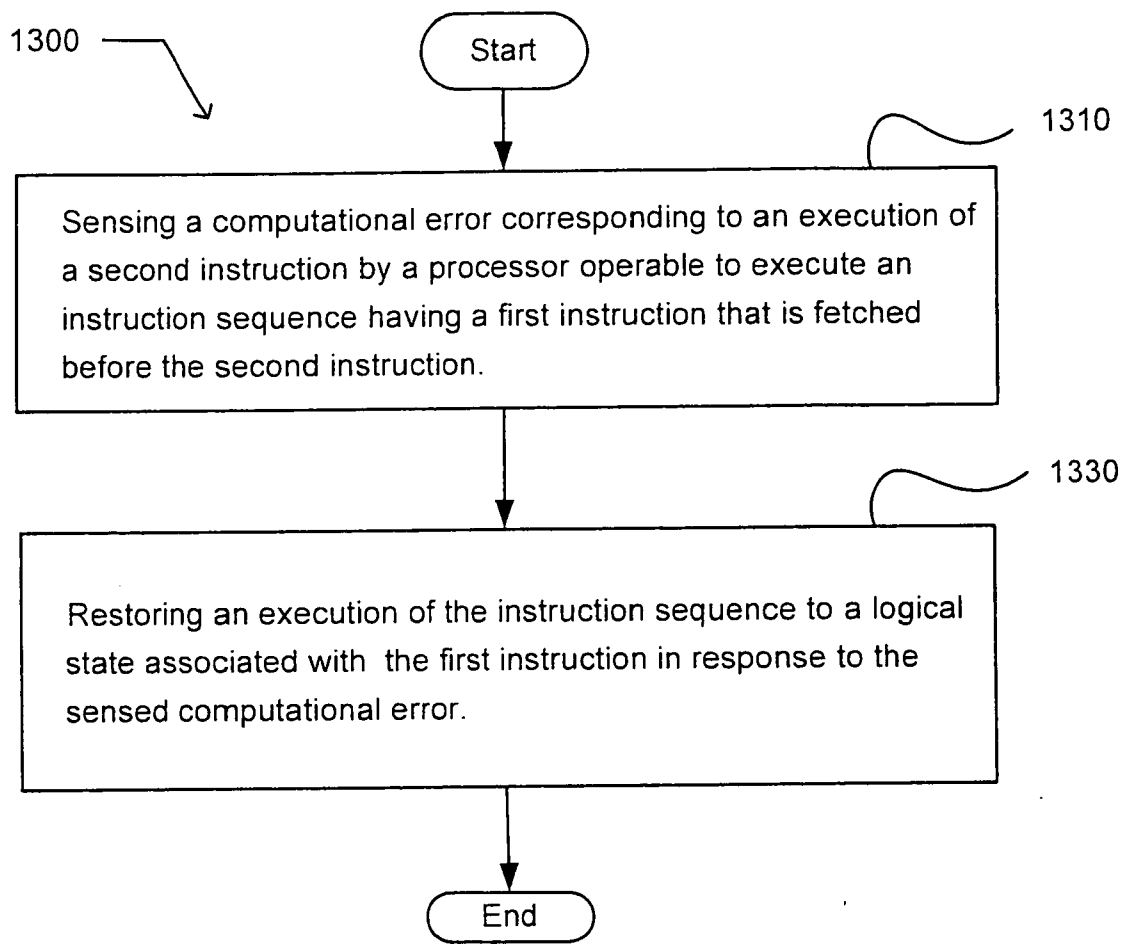 1300
Start
1310
Sensing a computational error corresponding to an execution of
a second instruction by a processor operable to execute an
instruction sequence having a first instruction that is fetched
before the second instruction.
1330
Restoring an execution of the instruction sequence to a logical
state associated with the first instruction in response to the
sensed computational error.
End